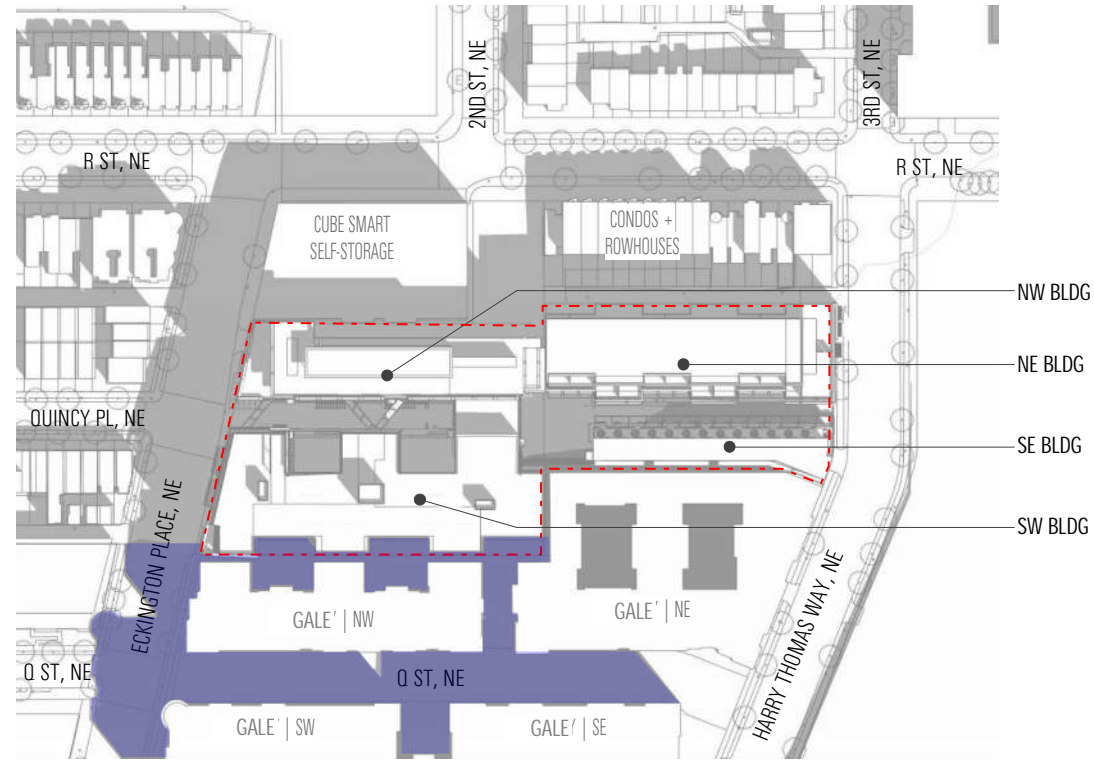 2ND ST, NE
3RD ST, NE
R ST, NE
R ST, NE
CUBE SMART
SELF-STORAGE
CONDOS +
ROWHOUSES
NW BLDG
NE BLDG
QUINCY PL, NE
SE BLDG
SW BLDG
ECKINGTON PLACE, NE
GALE' | NW
GALE' | NE
HARRY THOMAS WAY, NE
Q ST, NE
Q ST, NE
GALE' | SW
GALE' | SE